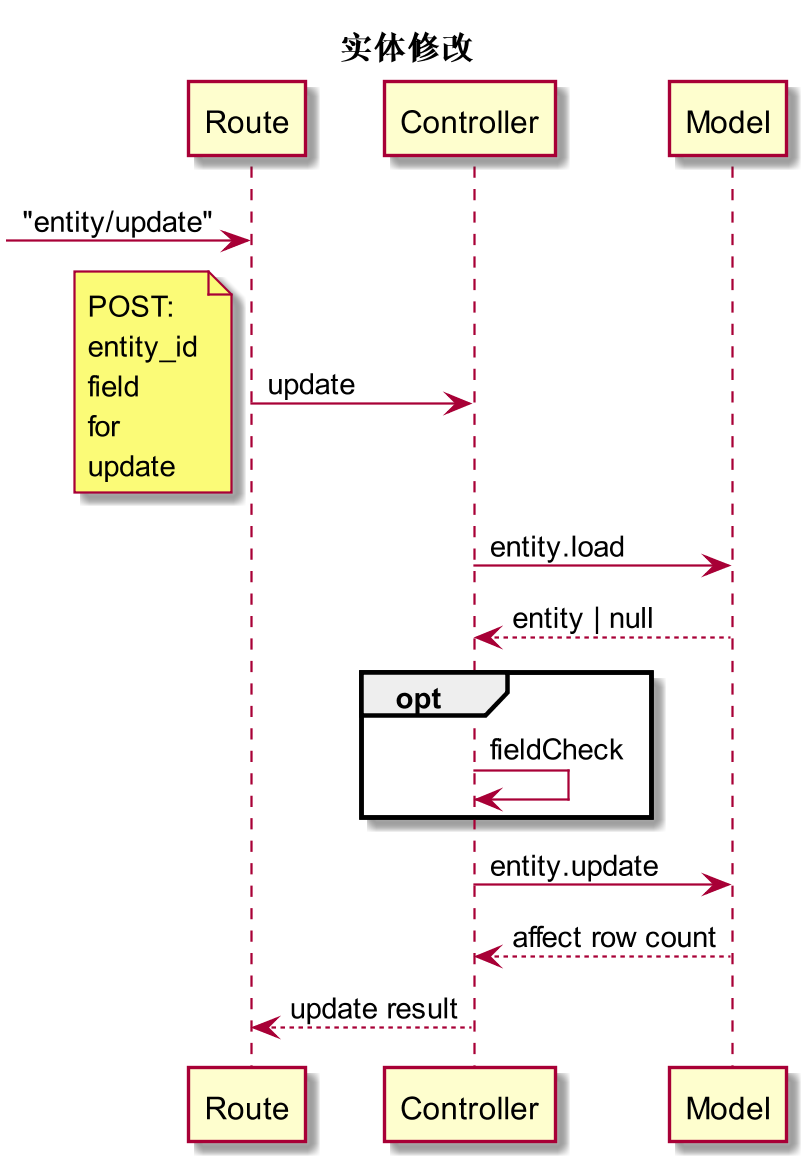 实体修改
Route
Controller
Model
"entity/update"
POST:
entity_id
field
for
update
update
entity.load
entity | null
opt
fieldCheck
entity.update
affect row count
update result
Route
Controller
Model